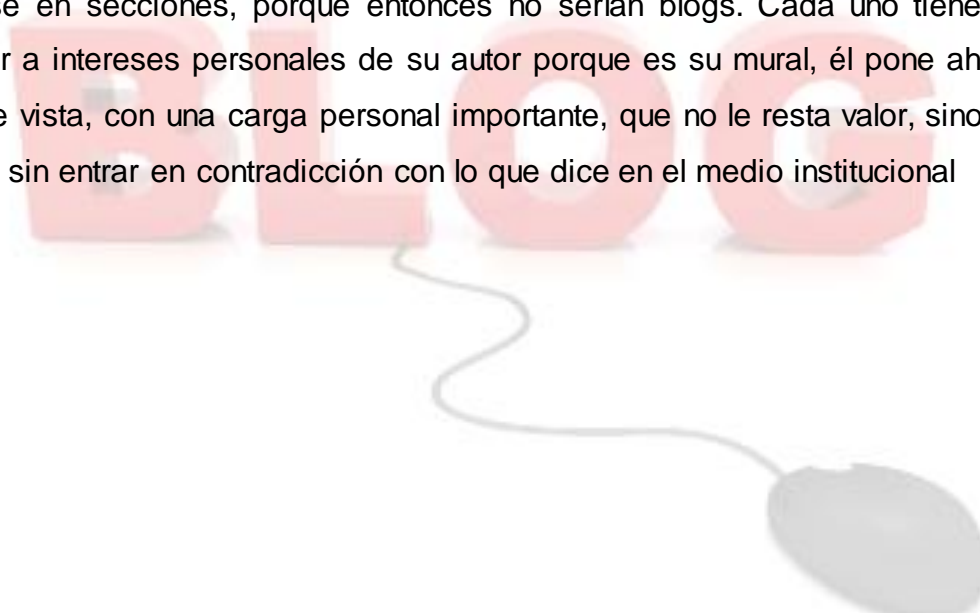 se en secciones, porque entonces no serían blogs. Cada uno tiene
r a intereses personales de su autor porque es su mural, él pone ah
e vista, con una carga personal importante, que no le resta valor, sino
sin entrar en contradicción con lo que dice en el medio institucional
BLOG